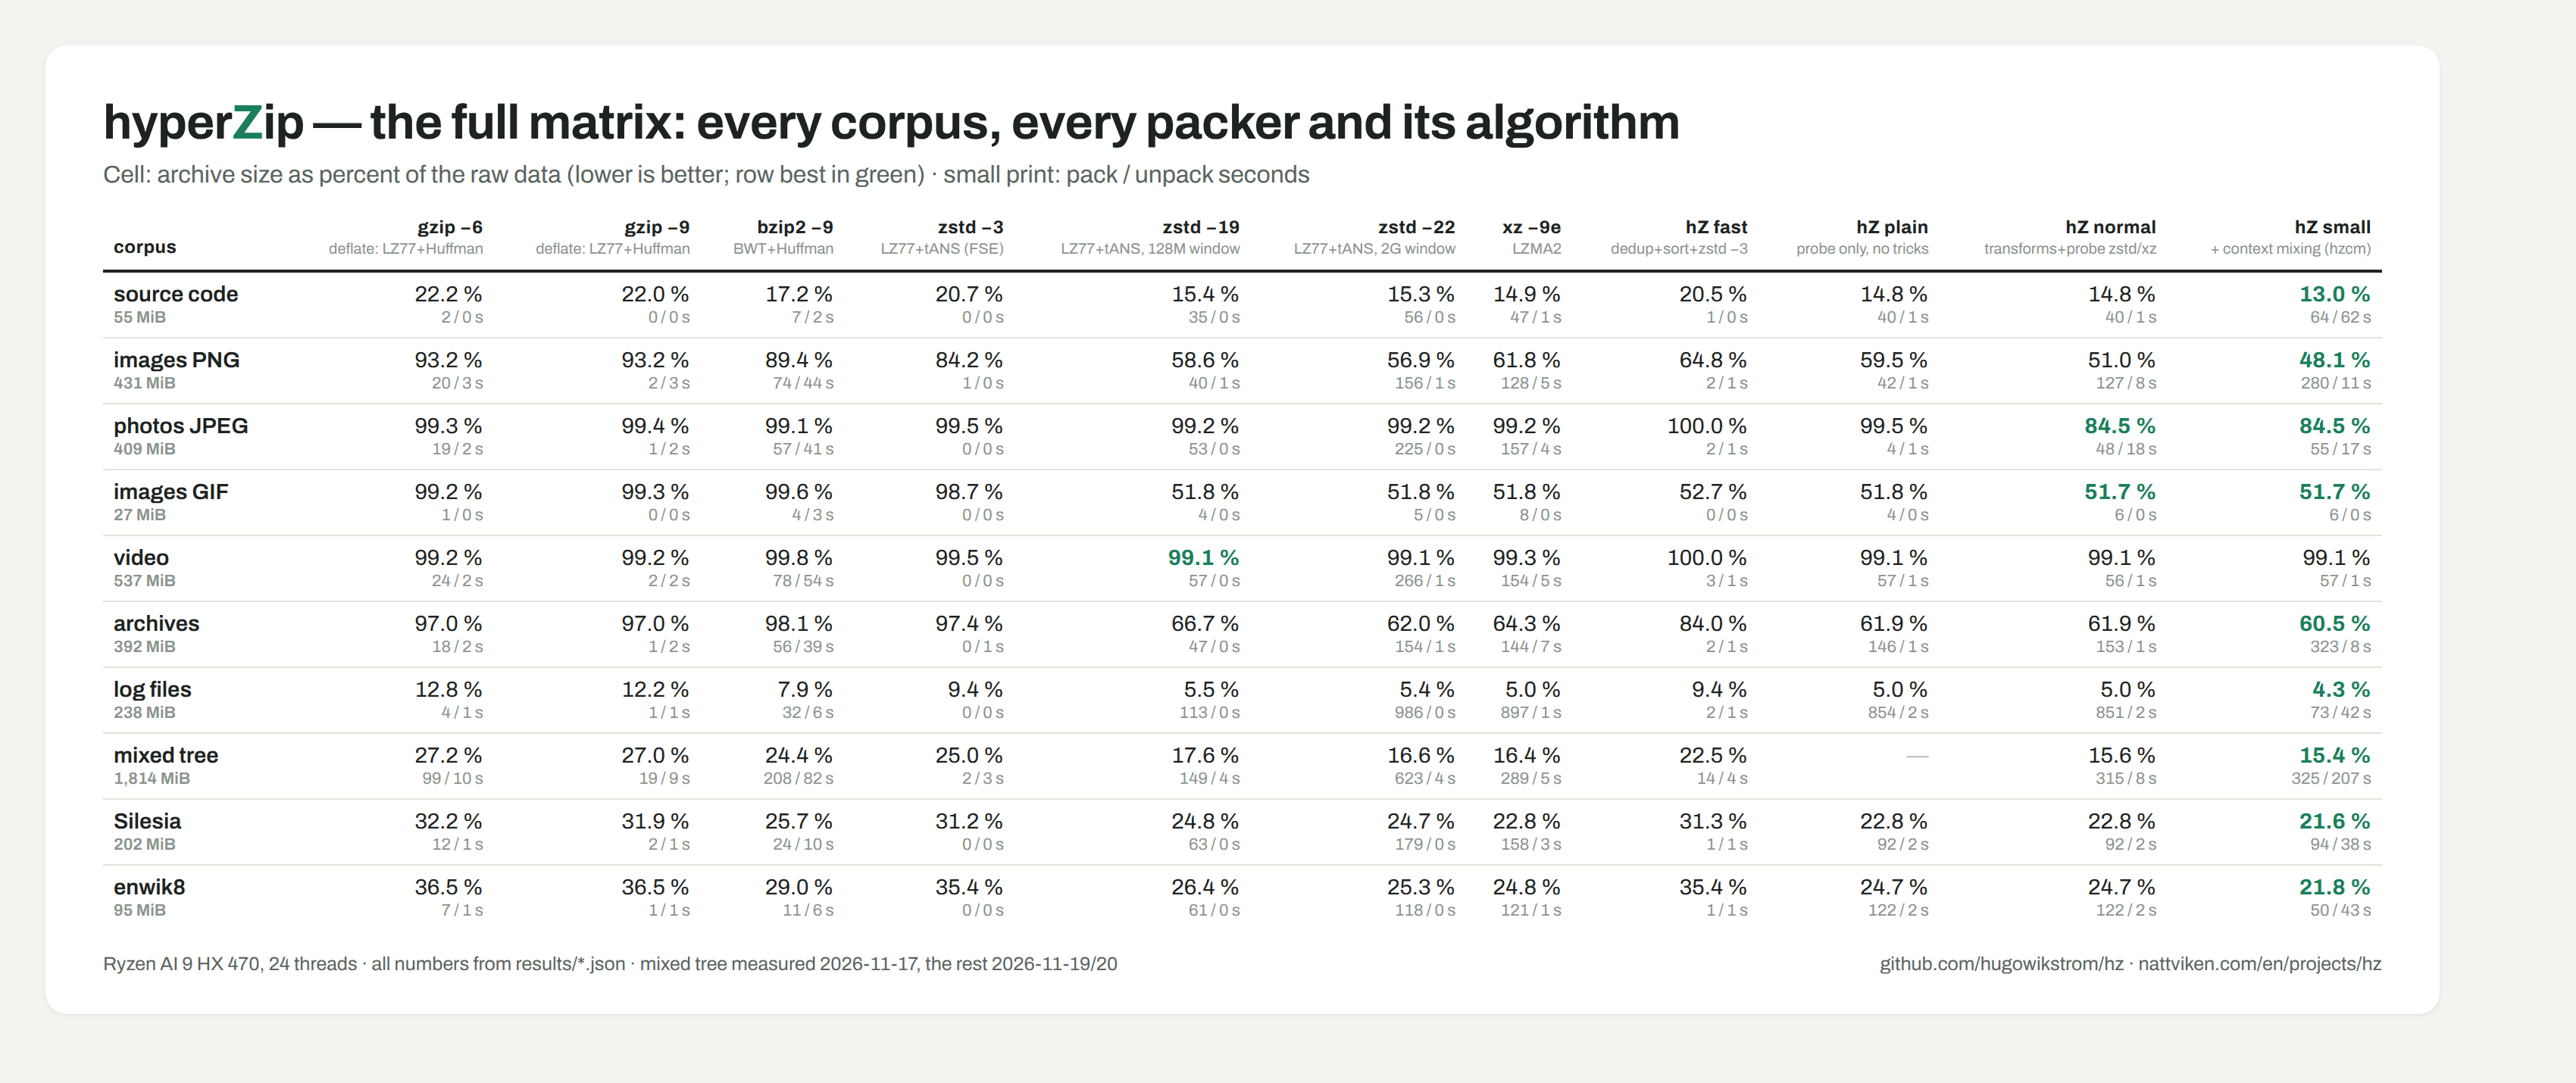 hyperZip — the full matrix: every corpus, every packer and its algorithm
Cell: archive size as percent of the raw data (lower is better; row best in green) · small print: pack / unpack seconds
corpus gzip –6 gzip –9 bzip2 –9 zstd –3 zstd –19 zstd –22 xz –9e hZ fast hZ plain hZ normal hZ small
deflate: LZ77+Huffman deflate: LZ77+Huffman BWT+Huffman LZ77+tANS (FSE) LZ77+tANS, 128M window LZ77+tANS, 2G window LZMA2 dedup+sort+zstd –3 probe only, no tricks transforms+probe zstd/xz + context mixing (hzcm)
source code 22.2 % 22.0 % 17.2 % 20.7 % 15.4 % 15.3 % 14.9 % 20.5 % 14.8 % 14.8 % 13.0 %
55 MiB 2 / 0 s 0 / 0 s 7 / 2 s 0 / 0 s 35 / 0 s 56 / 0 s 47 / 1 s 1 / 0 s 40 / 1 s 40 / 1 s 64 / 62 s
images PNG 93.2 % 93.2 % 89.4 % 84.2 % 58.6 % 56.9 % 61.8 % 64.8 % 59.5 % 51.0 % 48.1 %
431 MiB 20 / 3 s 2 / 3 s 74 / 44 s 1 / 0 s 40 / 1 s 156 / 1 s 128 / 5 s 2 / 1 s 42 / 1 s 127 / 8 s 280 / 11 s
photos JPEG 99.3 % 99.4 % 99.1 % 99.5 % 99.2 % 99.2 % 99.2 % 100.0 % 99.5 % 84.5 % 84.5 %
409 MiB 19 / 2 s 1 / 2 s 57 / 41 s 0 / 0 s 53 / 0 s 225 / 0 s 157 / 4 s 2 / 1 s 4 / 1 s 48 / 18 s 55 / 17 s
images GIF 99.2 % 99.3 % 99.6 % 98.7 % 51.8 % 51.8 % 51.8 % 52.7 % 51.8 % 51.7 % 51.7 %
27 MiB 1 / 0 s 0 / 0 s 4 / 3 s 0 / 0 s 4 / 0 s 5 / 0 s 8 / 0 s 0 / 0 s 4 / 0 s 6 / 0 s 6 / 0 s
video 99.2 % 99.2 % 99.8 % 99.5 % 99.1 % 99.1 % 99.3 % 100.0 % 99.1 % 99.1 % 99.1 %
537 MiB 24 / 2 s 2 / 2 s 78 / 54 s 0 / 0 s 57 / 0 s 266 / 1 s 154 / 5 s 3 / 1 s 57 / 1 s 56 / 1 s 57 / 1 s
archives 97.0 % 97.0 % 98.1 % 97.4 % 66.7 % 62.0 % 64.3 % 84.0 % 61.9 % 61.9 % 60.5 %
392 MiB 18 / 2 s 1 / 2 s 56 / 39 s 0 / 1 s 47 / 0 s 154 / 1 s 144 / 7 s 2 / 1 s 146 / 1 s 153 / 1 s 323 / 8 s
log files 12.8 % 12.2 % 7.9 % 9.4 % 5.5 % 5.4 % 5.0 % 9.4 % 5.0 % 5.0 % 4.3 %
238 MiB 4 / 1 s 1 / 1 s 32 / 6 s 0 / 0 s 113 / 0 s 986 / 0 s 897 / 1 s 2 / 1 s 854 / 2 s 851 / 2 s 73 / 42 s
mixed tree 27.2 % 27.0 % 24.4 % 25.0 % 17.6 % 16.6 % 16.4 % 22.5 % — 15.6 % 15.4 %
1,814 MiB 99 / 10 s 19 / 9 s 208 / 82 s 2 / 3 s 149 / 4 s 623 / 4 s 289 / 5 s 14 / 4 s 315 / 8 s 325 / 207 s
Silesia 32.2 % 31.9 % 25.7 % 31.2 % 24.8 % 24.7 % 22.8 % 31.3 % 22.8 % 22.8 % 21.6 %
202 MiB 12 / 1 s 2 / 1 s 24 / 10 s 0 / 0 s 63 / 0 s 179 / 0 s 158 / 3 s 1 / 1 s 92 / 2 s 92 / 2 s 94 / 38 s
enwik8 36.5 % 36.5 % 29.0 % 35.4 % 26.4 % 25.3 % 24.8 % 35.4 % 24.7 % 24.7 % 21.8 %
95 MiB 7 / 1 s 1 / 1 s 11 / 6 s 0 / 0 s 61 / 0 s 118 / 0 s 121 / 1 s 1 / 1 s 122 / 2 s 122 / 2 s 50 / 43 s
Ryzen AI 9 HX 470, 24 threads · all numbers from results/*.json · mixed tree measured 2026-11-17, the rest 2026-11-19/20
github.com/hugowikstrom/hz · nattviken.com/en/projects/hz